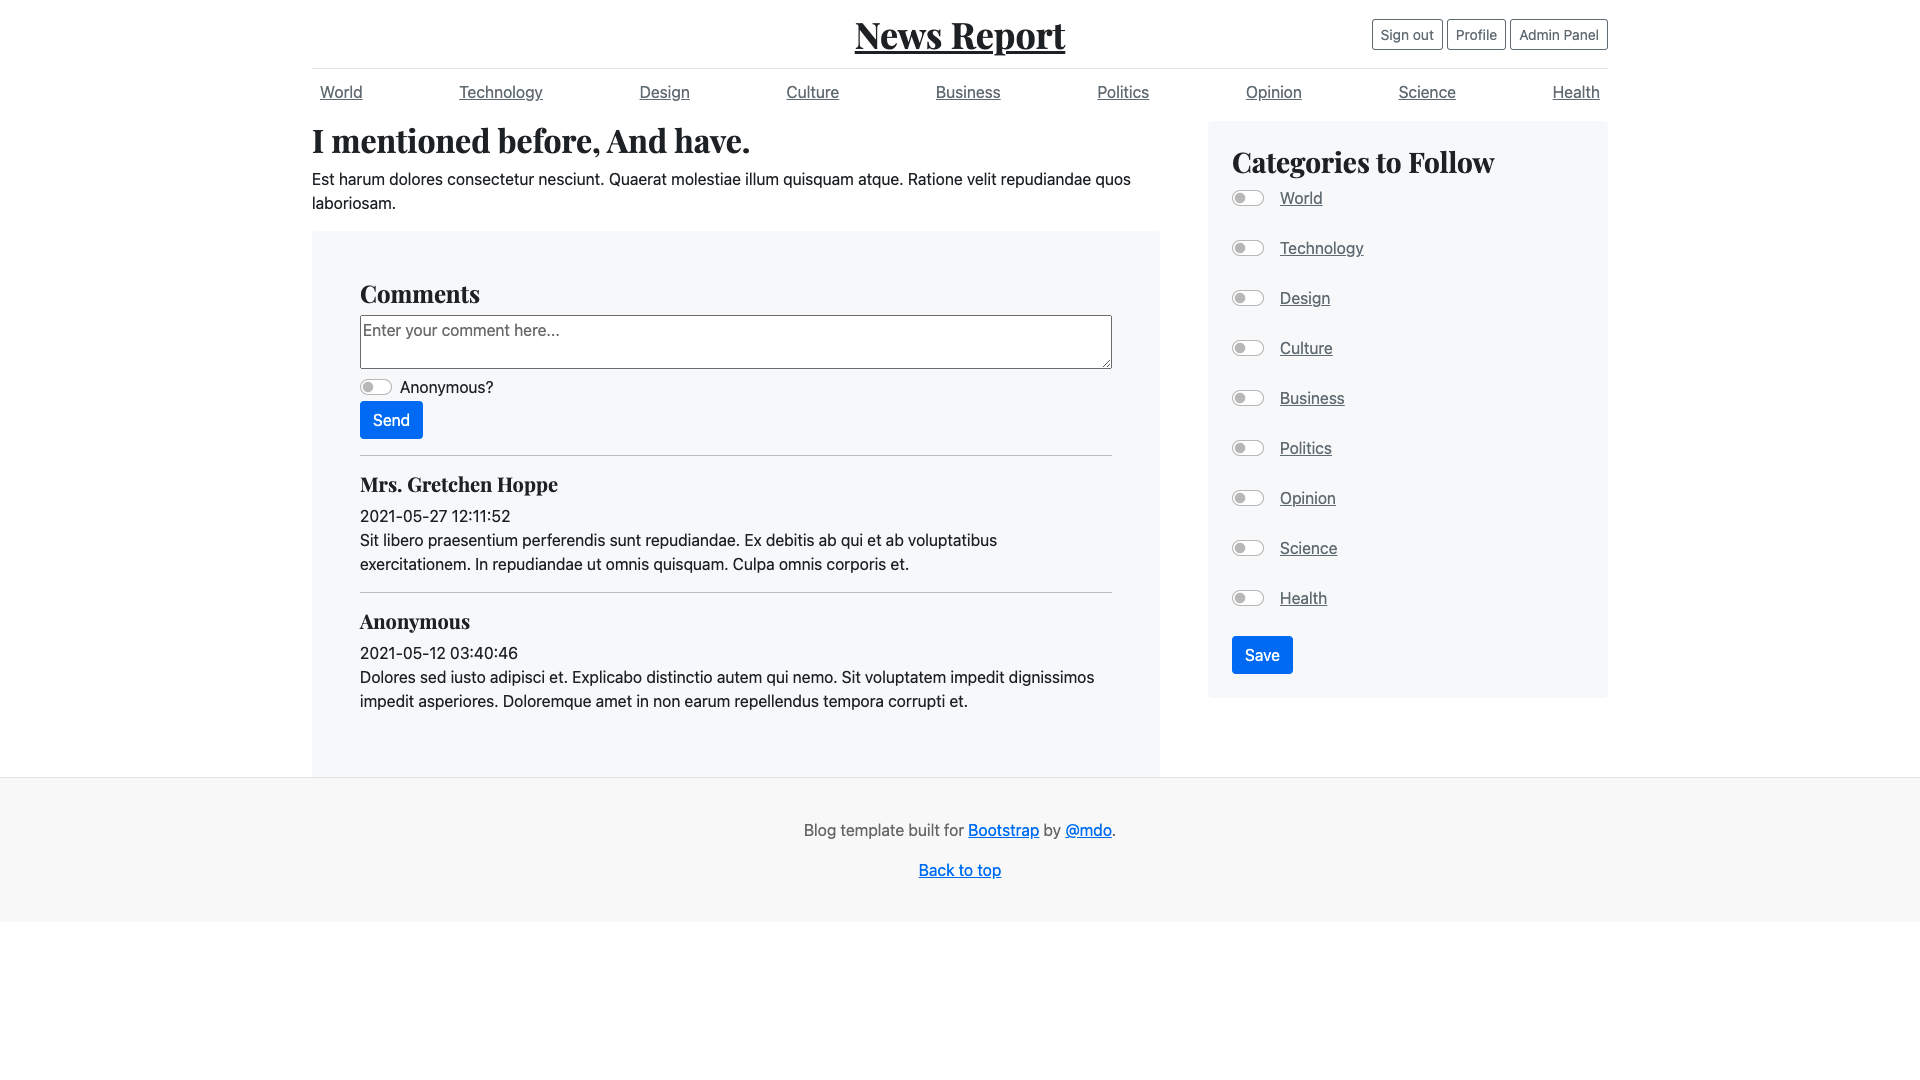 News Report
Sign out
Profile
Admin Panel
World
Technology
Design
Culture
Business
Politics
Opinion
Science
Health
I mentioned before, And have.
Est harum dolores consectetur nesciunt. Quaerat molestiae illum quisquam atque. Ratione velit repudiandae quos
laboriosam.
Comments
Enter your comment here...
Anonymous?
Send
Mrs. Gretchen Hoppe
2021-05-27 12:11:52
Sit libero praesentium perferendis sunt repudiandae. Ex debitis ab qui et ab voluptatibus
exercitationem. In repudiandae ut omnis quisquam. Culpa omnis corporis et.
Anonymous
2021-05-12 03:40:46
Dolores sed iusto adipisci et. Explicabo distinctio autem qui nemo. Sit voluptatem impedit dignissimos
impedit asperiores. Doloremque amet in non earum repellendus tempora corrupti et.
Categories to Follow
World
Technology
Design
Culture
Business
Politics
Opinion
Science
Health
Save
Blog template built for Bootstrap by @mdo.
Back to top